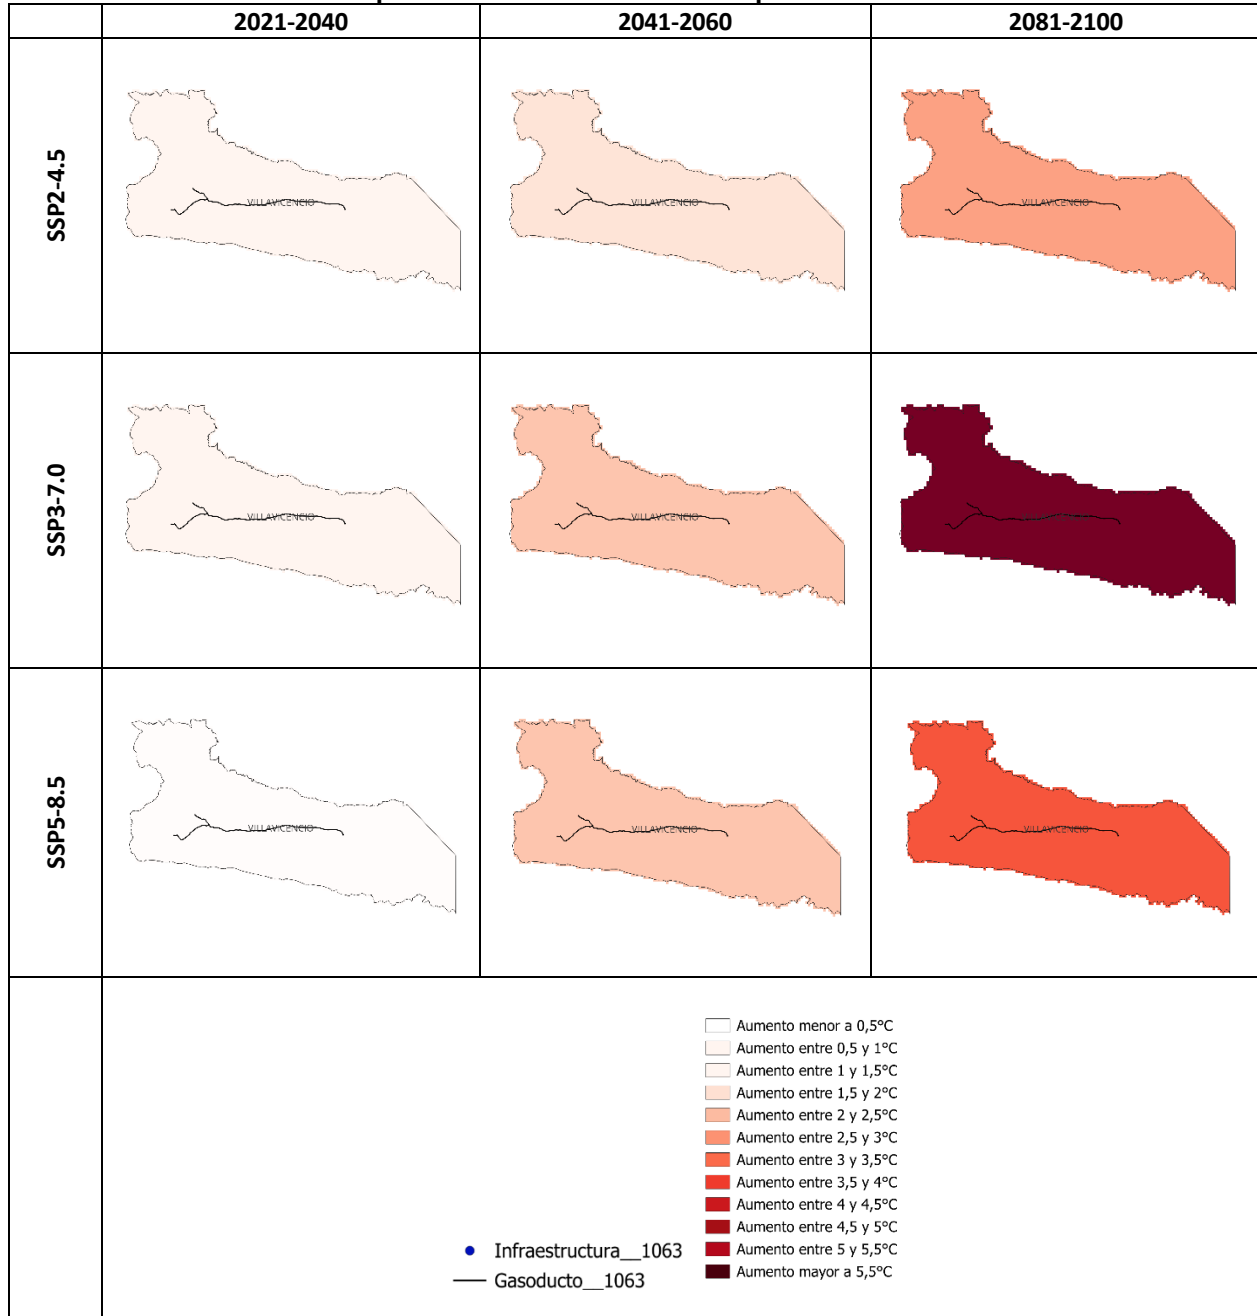 2021-2040 2041-2060 2081-2100
SSP2-4.5
VILLAVICENCIO VILLAVICENCIO VILLAVICENCIO
SSP3-7.0
VILLAVICENCIO VILLAVICENCIO
SSP5-8.5
VILLAVICENCIO VILLAVICENCIO VILLAVICENCIO
Aumento menor a 0,5°C
Aumento entre 0,5 y 1°C
Aumento entre 1 y 1,5°C
Aumento entre 1,5 y 2°C
Aumento entre 2 y 2,5°C
Aumento entre 2,5 y 3°C
Aumento entre 3 y 3,5°C
Aumento entre 3,5 y 4°C
Aumento entre 4 y 4,5°C
Aumento entre 4,5 y 5°C
Aumento entre 5 y 5,5°C
Aumento mayor a 5,5°C
Infraestructura__1063
Gasoducto__1063